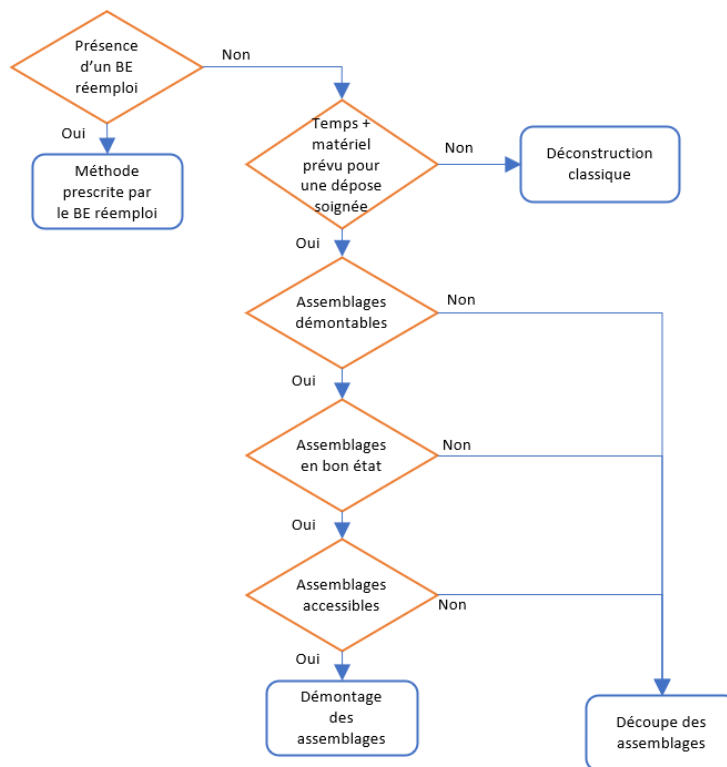 Présence
d’un BE
réemploi
Non
Oui
Méthode
prescrite par
le BE réemploi
Temps +
matériel
prévu pour
une dépose
soignée
Non
Déconstruction
classique
Oui
Assemblages
démontables
Non
Oui
Assemblages
en bon état
Non
Oui
Assemblages
accessibles
Non
Oui
Démontage
des
assemblages
Découpe des
assemblages